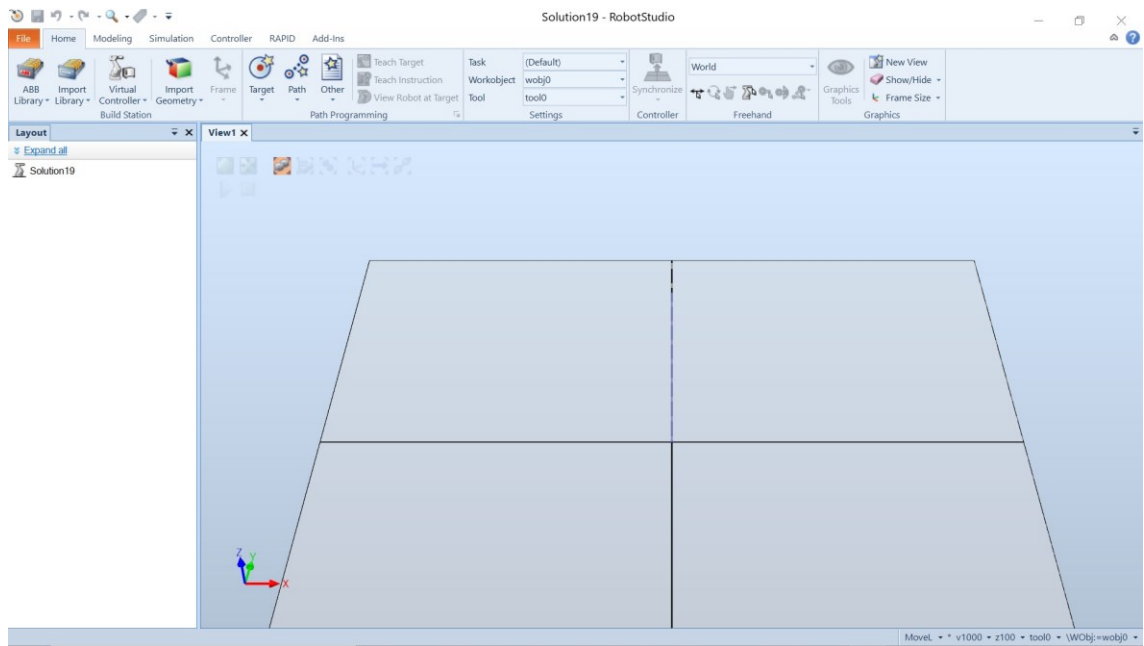 Solution19 - RobotStudio
File Home Modeling Simulation Controller RAPID Add-Ins
ABB Library
Import Library
Virtual Controller
Import Geometry
Build Station
Frame
Target
Path
Other
Teach Target
Teach Instruction
View Robot at Target
Path Programming
Task (Default)
Workobject wobj0
Tool tool0
Settings
Synchronize
Controller
World
Freehand
Graphics Tools
New View
Show/Hide
Frame Size
Graphics
Layout
Expand all
Solution19
View1
Z
Y
X
MoveL * v1000 z100 tool0 \WObj:=wobj0